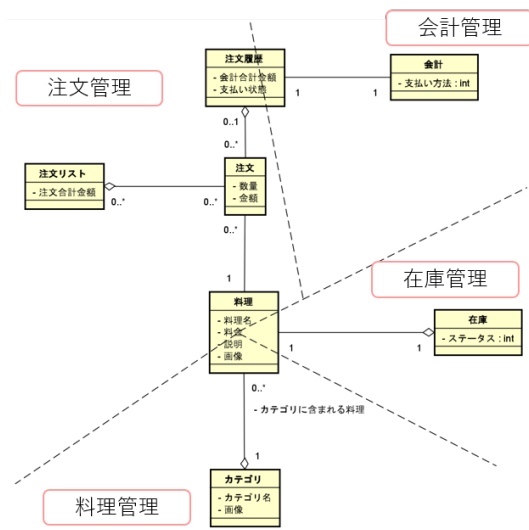 会計管理
注文履歴
- 会計合計金額
- 支払い状態
会計
- 支払い方法 : int
1
1
注文管理
0..1
0..*
注文リスト
- 注文合計金額
注文
- 数量
- 金額
0..*
0..*
0..*
1
在庫管理
料理
- 料理名
- 料金
- 説明
- 画像
在庫
- ステータス : int
1
1
0..*
- カテゴリに含まれる料理
1
カテゴリ
- カテゴリ名
- 画像
料理管理